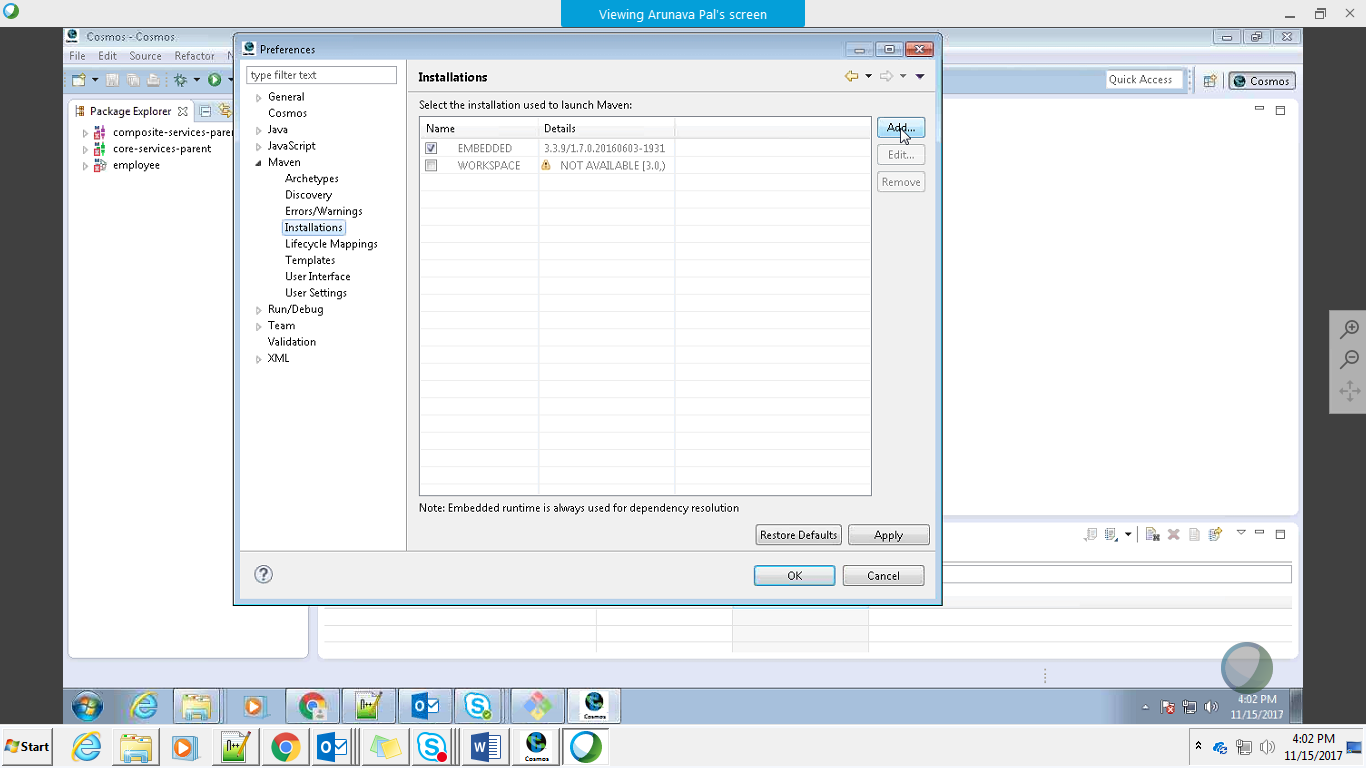 Viewing Arunava Pal's screen
Cosmos - Cosmos
File Edit Source Refactor N
Quick Access
Cosmos
Package Explorer
composite-services-paren
core-services-parent
employee
Preferences
type filter text
General
Cosmos
Java
JavaScript
Maven
Archetypes
Discovery
Errors/Warnings
Installations
Lifecycle Mappings
Templates
User Interface
User Settings
Run/Debug
Team
Validation
XML
Installations
Select the installation used to launch Maven:
Name Details
EMBEDDED 3.3.9/1.7.0.20160603-1931
WORKSPACE NOT AVAILABLE [3.0,)
Add...
Edit...
Remove
Note: Embedded runtime is always used for dependency resolution
Restore Defaults Apply
OK Cancel
Cosmos
4:02 PM
11/15/2017
Start
Cosmos
4:02 PM
11/15/2017